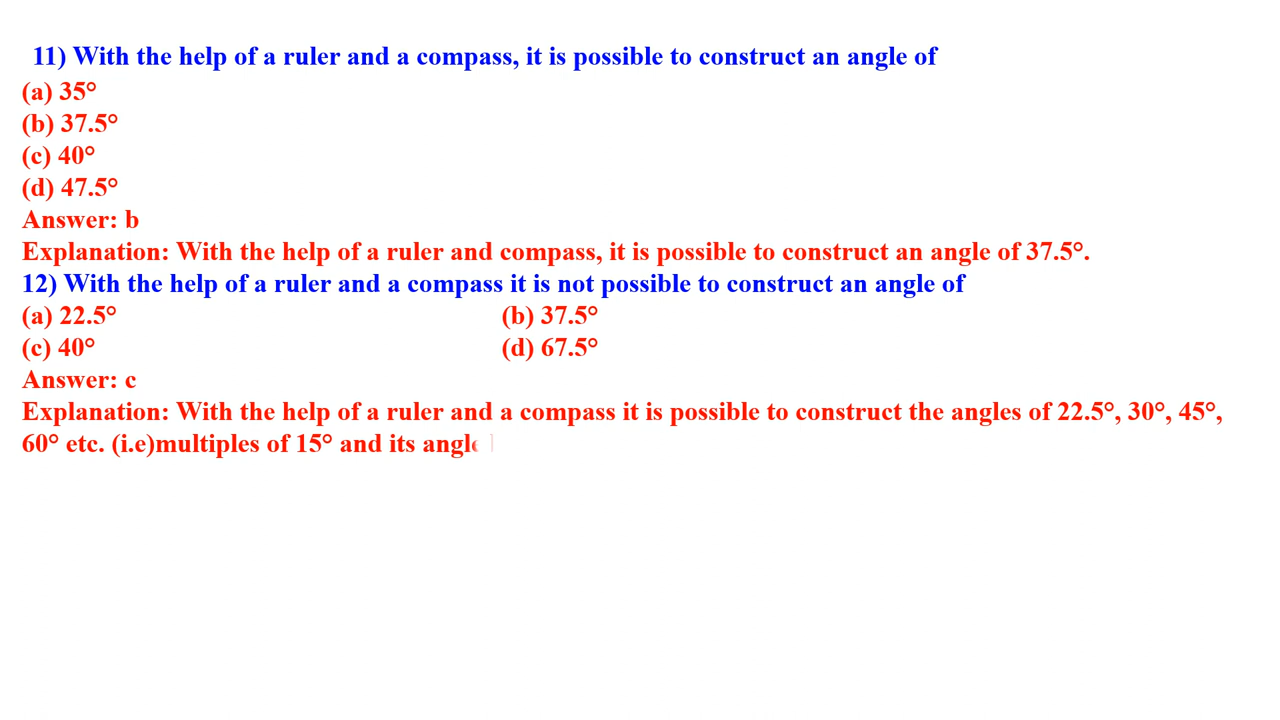 11) With the help of a ruler and a compass, it is possible to construct an angle of
(a) 35°
(b) 37.5°
(c) 40°
(d) 47.5°
Answer: b
Explanation: With the help of a ruler and compass, it is possible to construct an angle of 37.5°.
12) With the help of a ruler and a compass it is not possible to construct an angle of
(a) 22.5° (b) 37.5°
(c) 40° (d) 67.5°
Answer: c
Explanation: With the help of a ruler and a compass it is possible to construct the angles of 22.5°, 30°, 45°,
60° etc. (i.e)multiples of 15° and its angle